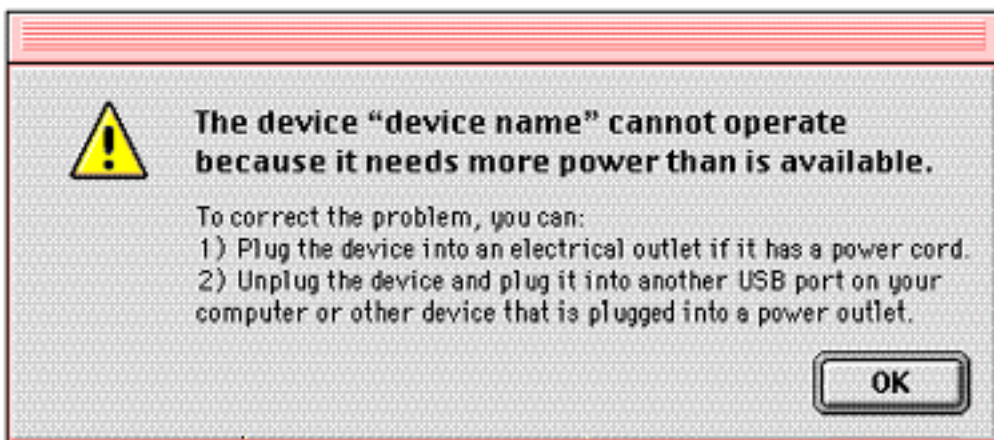 The device “device name” cannot operate
because it needs more power than is available.
To correct the problem, you can:
1) Plug the device into an electrical outlet if it has a power cord.
2) Unplug the device and plug it into another USB port on your
computer or other device that is plugged into a power outlet.
OK